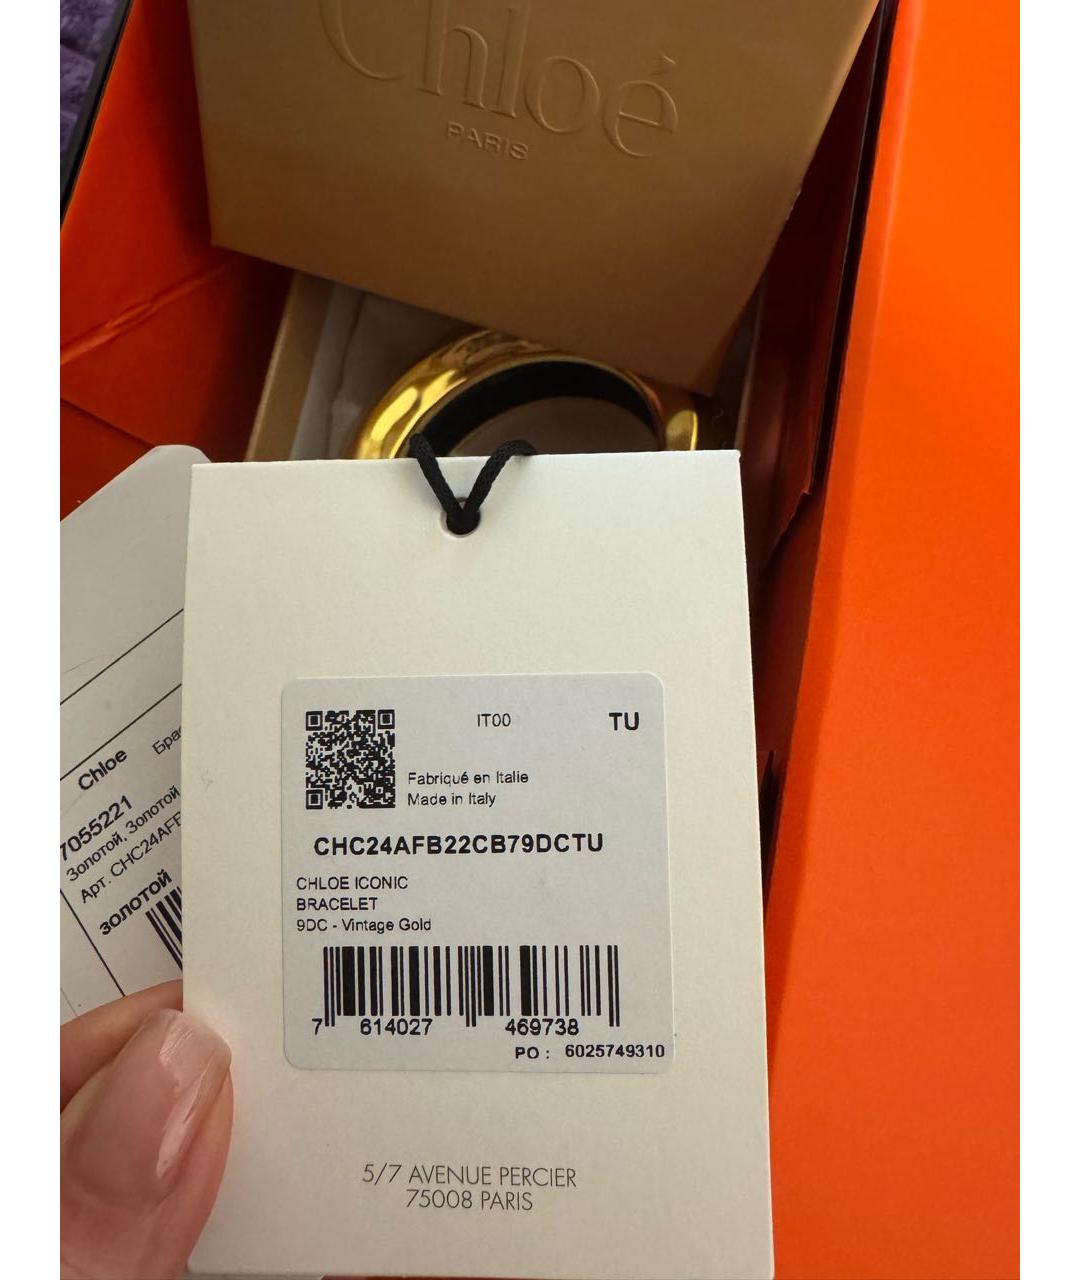 Chloé
PARIS
IT00
TU
Fabriqué en Italie
Made in Italy
CHC24AFB22CB79DCTU
CHLOE ICONIC
BRACELET
9DC - Vintage Gold
7 614027 469738
PO : 6025749310
5/7 AVENUE PERCIER
75008 PARIS
Chloe
7055221
Золотой, Золотой
Арт. CHC24AF
ЗОЛОТОЙ